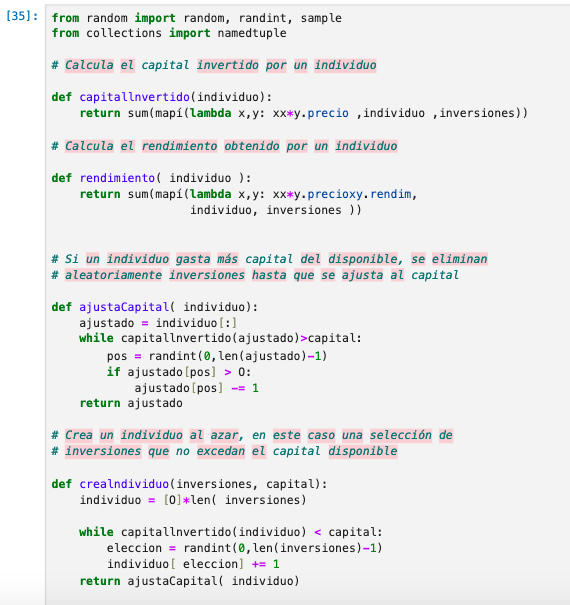 [35]:
from random import random, randint, sample
from collections import namedtuple
# Calcula el capital invertido por un individuo
def capitallnvertido(individuo):
return sum(mapí(lambda x,y: xx*y.precio ,individuo ,inversiones))
# Calcula el rendimiento obtenido por un individuo
def rendimiento( individuo ):
return sum(mapí(lambda x,y: xx*y.precioxy.rendim,
individuo, inversiones ))
# Si un individuo gasta más capital del disponible, se eliminan
# aleatoriamente inversiones hasta que se ajusta al capital
def ajustaCapital( individuo):
ajustado = individuo[:]
while capitallnvertido(ajustado)>capital:
pos = randint(0,len(ajustado)-1)
if ajustado[pos] > O:
ajustado[pos] -= 1
return ajustado
# Crea un individuo al azar, en este caso una selección de
# inversiones que no excedan el capital disponible
def crealndividuo(inversiones, capital):
individuo = [O]*len( inversiones)
while capitallnvertido(individuo) < capital:
eleccion = randint(0,len(inversiones)-1)
individuo[ eleccion] += 1
return ajustaCapital( individuo)